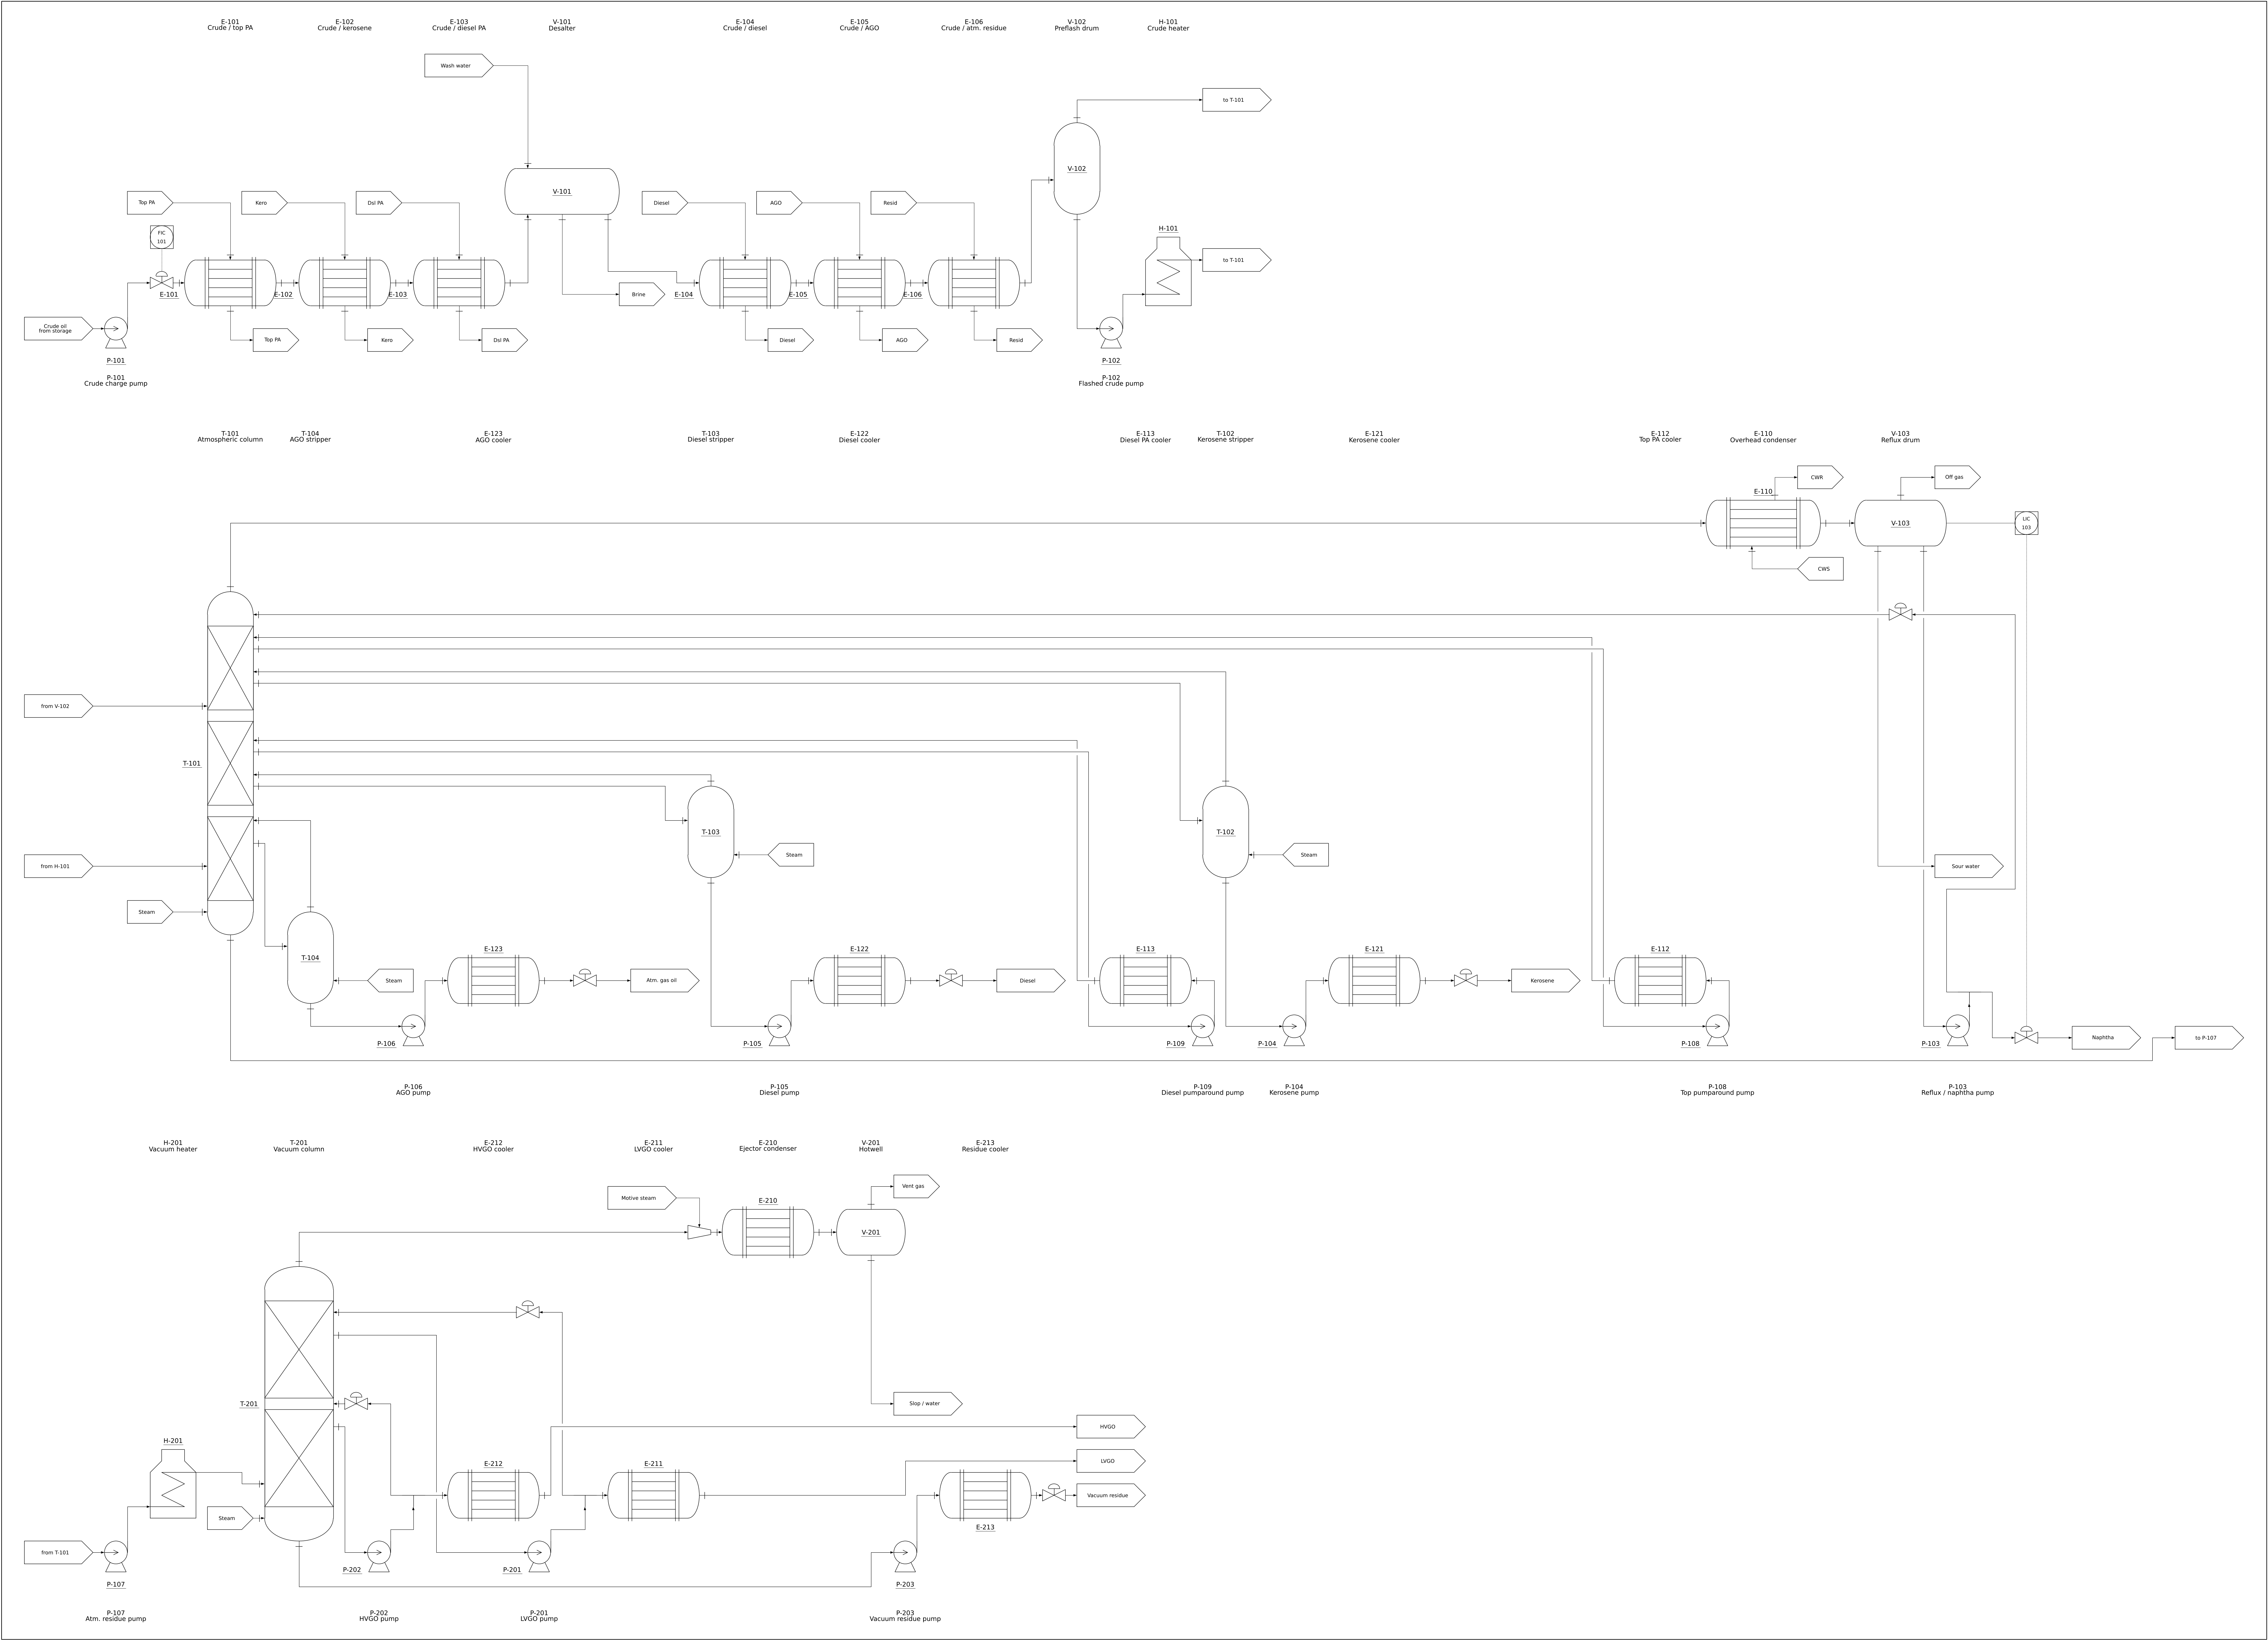 E-101
Crude / top PA
E-102
Crude / kerosene
E-103
Crude / diesel PA
V-101
Desalter
E-104
Crude / diesel
E-105
Crude / AGO
E-106
Crude / atm. residue
V-102
Preflash drum
H-101
Crude heater
Wash water
to T-101
V-102
V-101
Top PA
Kero
Dsl PA
Diesel
AGO
Resid
H-101
FIC
101
to T-101
E-101
E-102
E-103
Brine
E-104
E-105
E-106
Crude oil
from storage
Top PA
Kero
Dsl PA
Diesel
AGO
Resid
P-101
P-102
P-101
Crude charge pump
P-102
Flashed crude pump
T-101
Atmospheric column
T-104
AGO stripper
E-123
AGO cooler
T-103
Diesel stripper
E-122
Diesel cooler
E-113
Diesel PA cooler
T-102
Kerosene stripper
E-121
Kerosene cooler
E-112
Top PA cooler
E-110
Overhead condenser
V-103
Reflux drum
CWR
Off gas
E-110
V-103
LIC
103
CWS
from V-102
T-101
T-103
T-102
Steam
Steam
from H-101
Sour water
Steam
E-123
E-122
E-113
E-121
E-112
T-104
Steam
Atm. gas oil
Diesel
Kerosene
P-106
P-105
P-109
P-104
P-108
P-103
Naphtha
to P-107
P-106
AGO pump
P-105
Diesel pump
P-109
Diesel pumparound pump
P-104
Kerosene pump
P-108
Top pumparound pump
P-103
Reflux / naphtha pump
H-201
Vacuum heater
T-201
Vacuum column
E-212
HVGO cooler
E-211
LVGO cooler
E-210
Ejector condenser
V-201
Hotwell
E-213
Residue cooler
Vent gas
Motive steam
E-210
V-201
T-201
Slop / water
HVGO
H-201
E-212
E-211
LVGO
Vacuum residue
Steam
E-213
from T-101
P-202
P-201
P-107
P-203
P-107
Atm. residue pump
P-202
HVGO pump
P-201
LVGO pump
P-203
Vacuum residue pump